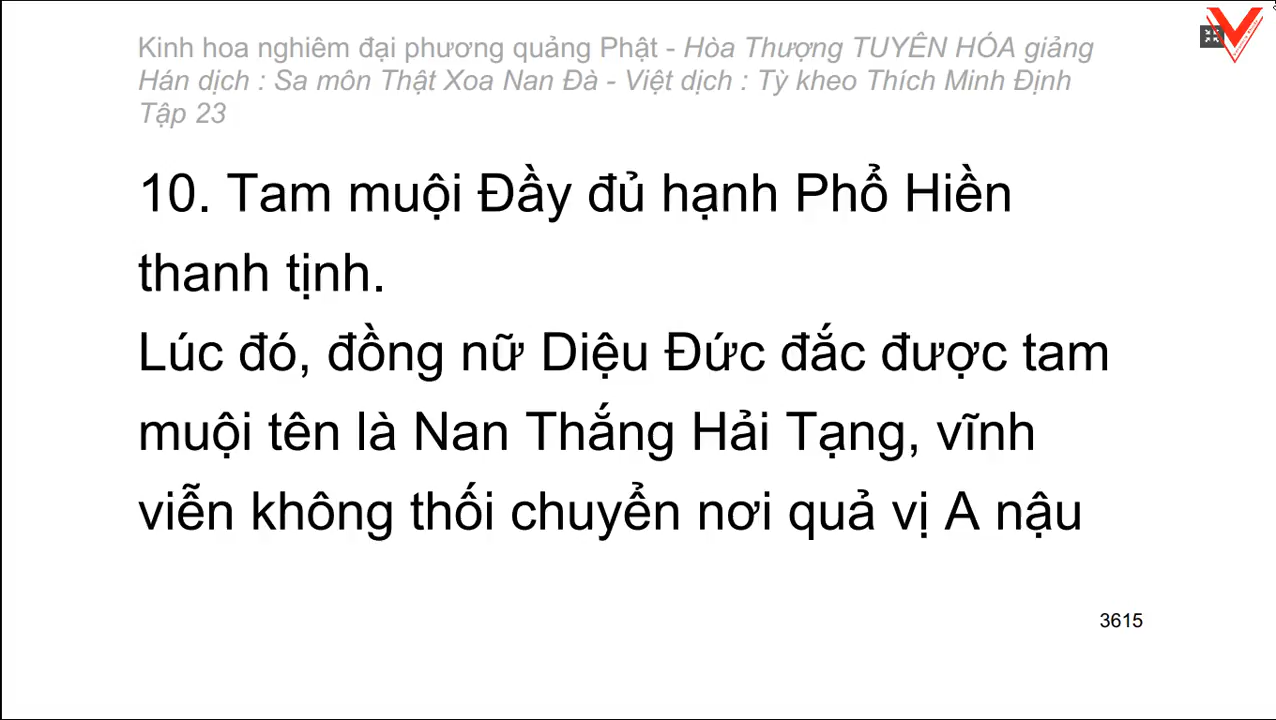 Kinh hoa nghiêm đại phương quảng Phật - Hòa Thượng TUYÊN HÓA giảng
Hán dịch : Sa môn Thật Xoa Nan Đà - Việt dịch : Tỳ kheo Thích Minh Định
Tập 23
10. Tam muội Đầy đủ hạnh Phổ Hiền
thanh tịnh.
Lúc đó, đồng nữ Diệu Đức đắc được tam
muội tên là Nan Thắng Hải Tạng, vĩnh
viễn không thối chuyển nơi quả vị A nậu
3615